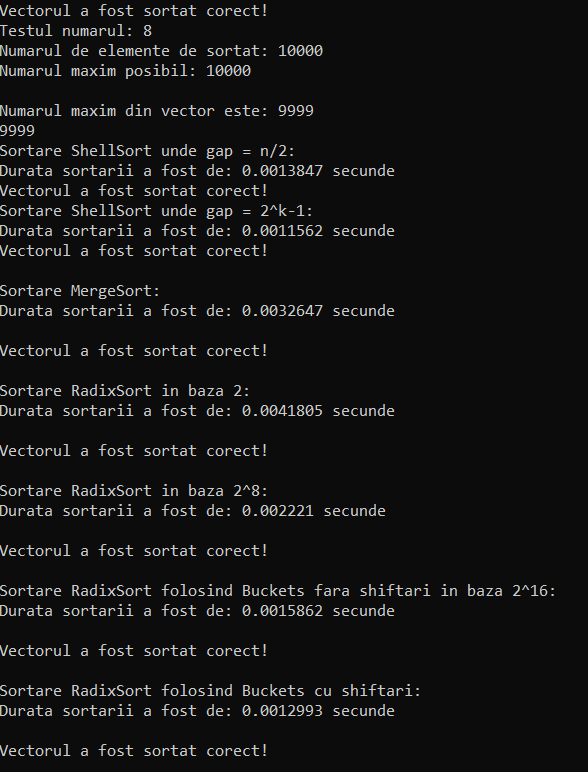 Vectorul a fost sortat corect!
Testul numarul: 8
Numarul de elemente de sortat: 10000
Numarul maxim posibil: 10000
Numarul maxim din vector este: 9999
9999
Sortare ShellSort unde gap = n/2:
Durata sortarii a fost de: 0.0013847 secunde
Vectorul a fost sortat corect!
Sortare ShellSort unde gap = 2^k-1:
Durata sortarii a fost de: 0.0011562 secunde
Vectorul a fost sortat corect!
Sortare MergeSort:
Durata sortarii a fost de: 0.0032647 secunde
Vectorul a fost sortat corect!
Sortare RadixSort in baza 2:
Durata sortarii a fost de: 0.0041805 secunde
Vectorul a fost sortat corect!
Sortare RadixSort in baza 2^8:
Durata sortarii a fost de: 0.002221 secunde
Vectorul a fost sortat corect!
Sortare RadixSort folosind Buckets fara shiftari in baza 2^16:
Durata sortarii a fost de: 0.0015862 secunde
Vectorul a fost sortat corect!
Sortare RadixSort folosind Buckets cu shiftari:
Durata sortarii a fost de: 0.0012993 secunde
Vectorul a fost sortat corect!